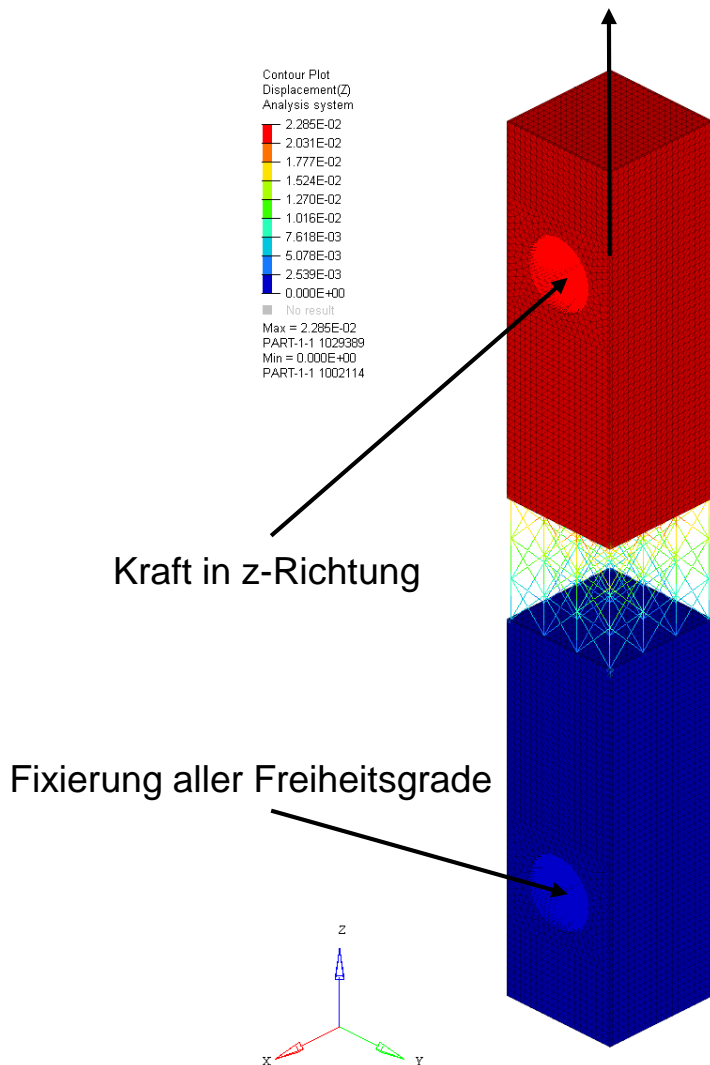 Contour Plot
Displacement(Z)
Analysis system
2.285E-02
2.031E-02
1.777E-02
1.524E-02
1.270E-02
1.016E-02
7.618E-03
5.078E-03
2.539E-03
0.000E+00
No result
Max = 2.285E-02
PART-1-1 1029389
Min = 0.000E+00
PART-1-1 1002114
Kraft in z-Richtung
Fixierung aller Freiheitsgrade
Z
X
Y